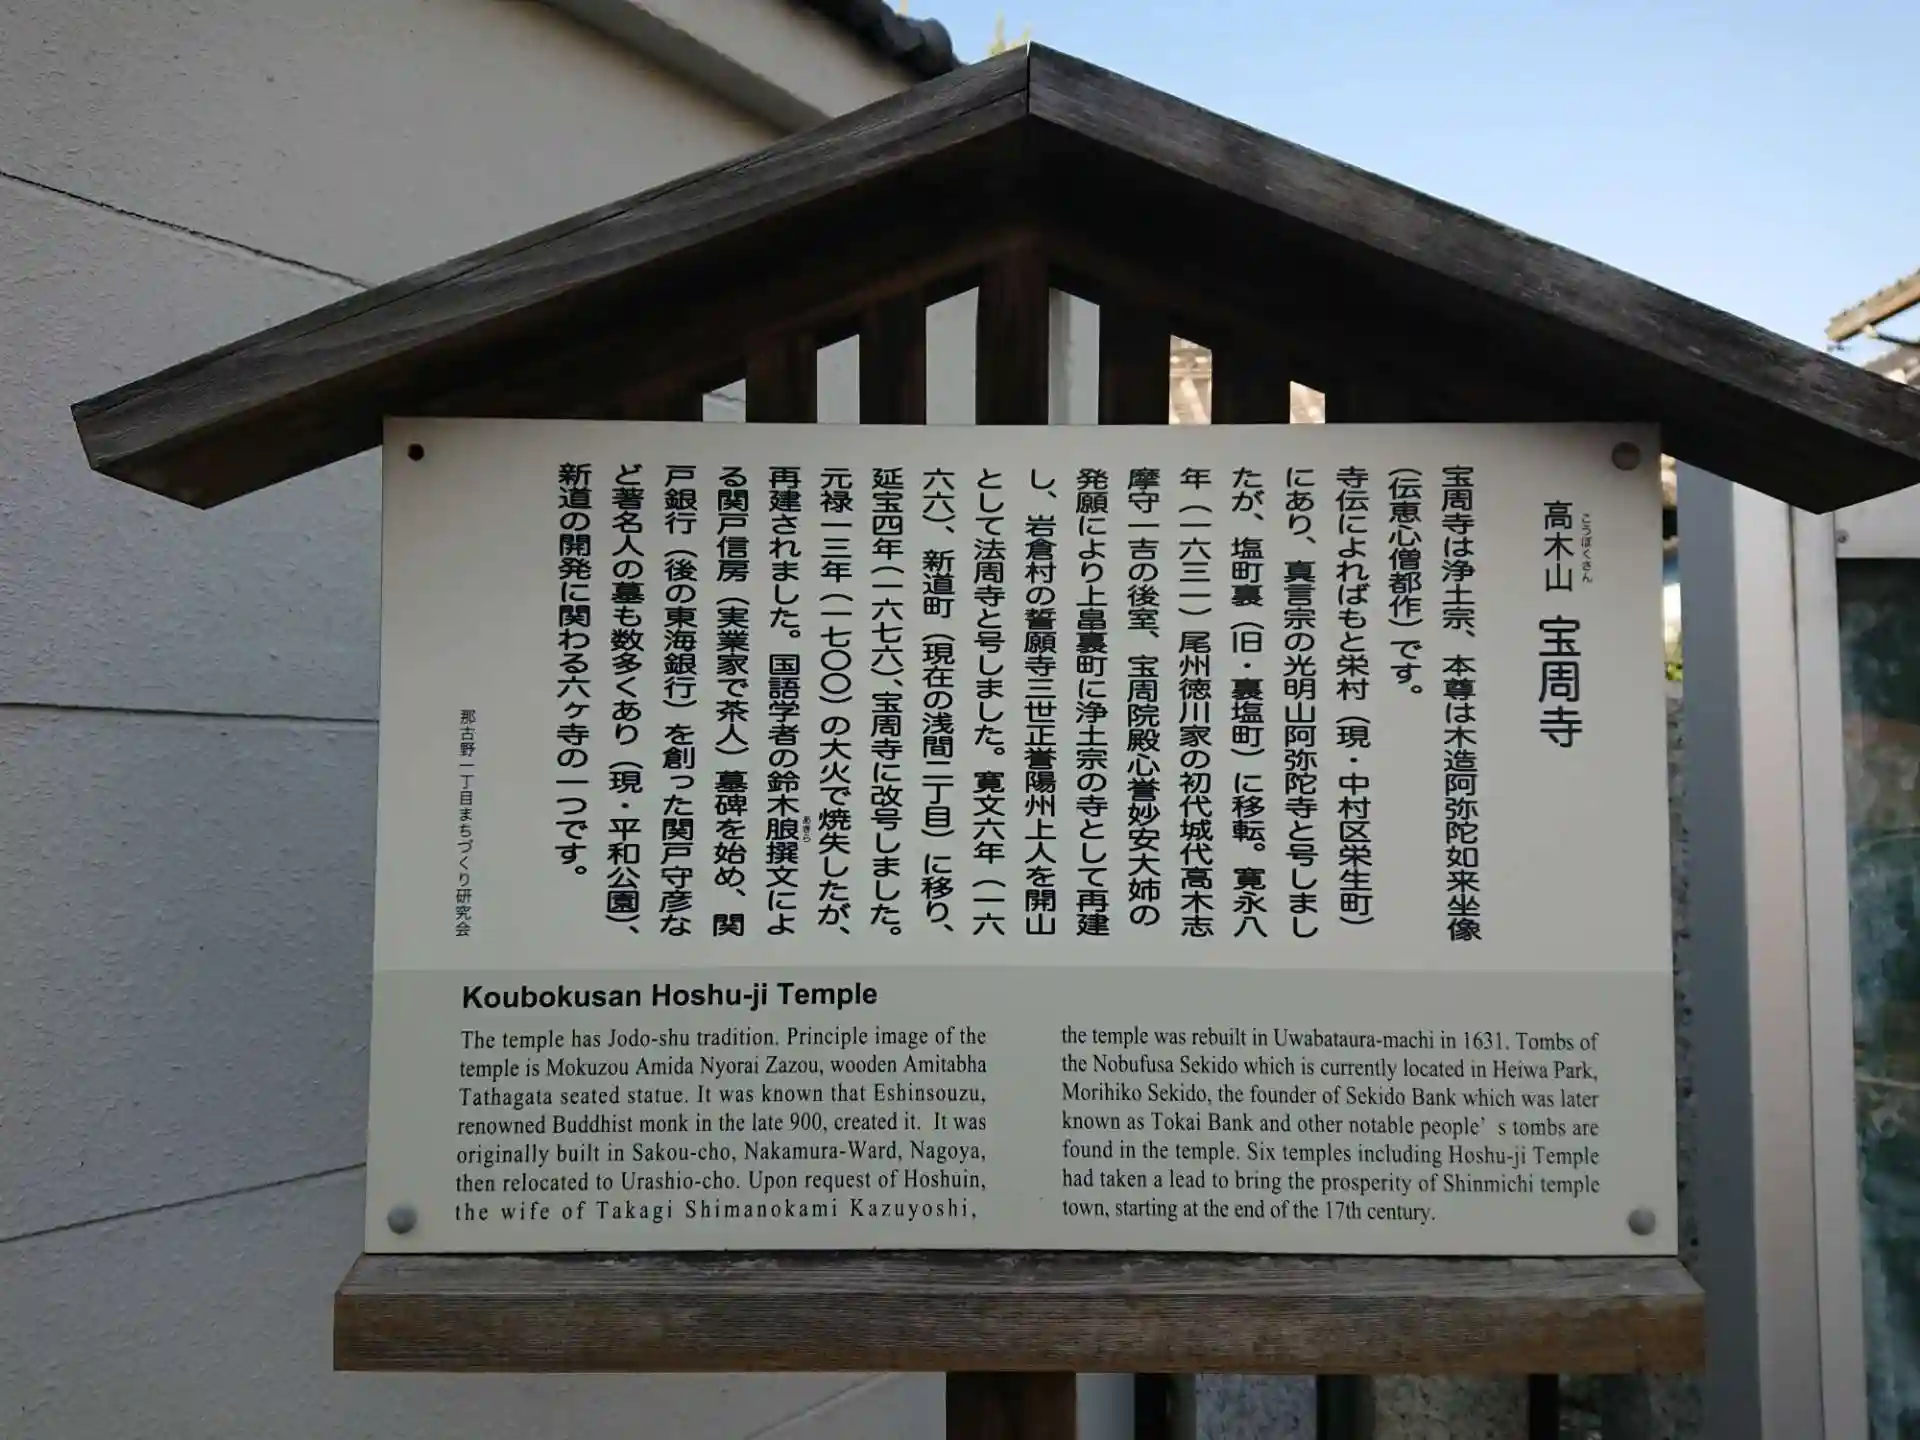 高木山 宝周寺
こうぼくさん
宝周寺は浄土宗、本尊は木造阿弥陀如来坐像
（伝恵心僧都作）です。
寺伝によればもと栄村（現・中村区栄生町）
にあり、真言宗の光明山阿弥陀寺と号しまし
たが、塩町裏（旧・裏塩町）に移転。寛永八
年（一六三一）尾州徳川家の初代城代高木志
摩守一吉の後室、宝周院殿心誉妙安大姉の
発願により上畠裏町に浄土宗の寺として再建
し、岩倉村の誓願寺三世正誉陽州上人を開山
として法周寺と号しました。寛文六年（一六
六六）、新道町（現在の浅間二丁目）に移り、
延宝四年（一六七六）、宝周寺に改号しました。
元禄一三年（一七〇〇）の大火で焼失したが、
再建されました。国語学者の鈴木朖撰文によ
あきら
る関戸信房（実業家で茶人）墓碑を始め、関
戸銀行（後の東海銀行）を創った関戸守彦な
ど著名人の墓も数多くあり（現・平和公園）、
新道の開発に関わる六ヶ寺の一つです。
那古野一丁目まちづくり研究会
Koubokusan Hoshu-ji Temple
The temple has Jodo-shu tradition. Principle image of the
temple is Mokuzou Amida Nyorai Zazou, wooden Amitabha
Tathagata seated statue. It was known that Eshinsouzu,
renowned Buddhist monk in the late 900, created it. It was
originally built in Sakou-cho, Nakamura-Ward, Nagoya,
then relocated to Urashio-cho. Upon request of Hoshuin,
the wife of Takagi Shimanokami Kazuyoshi,
the temple was rebuilt in Uwabataura-machi in 1631. Tombs of
the Nobufusa Sekido which is currently located in Heiwa Park,
Morihiko Sekido, the founder of Sekido Bank which was later
known as Tokai Bank and other notable people's tombs are
found in the temple. Six temples including Hoshu-ji Temple
had taken a lead to bring the prosperity of Shinmichi temple
town, starting at the end of the 17th century.